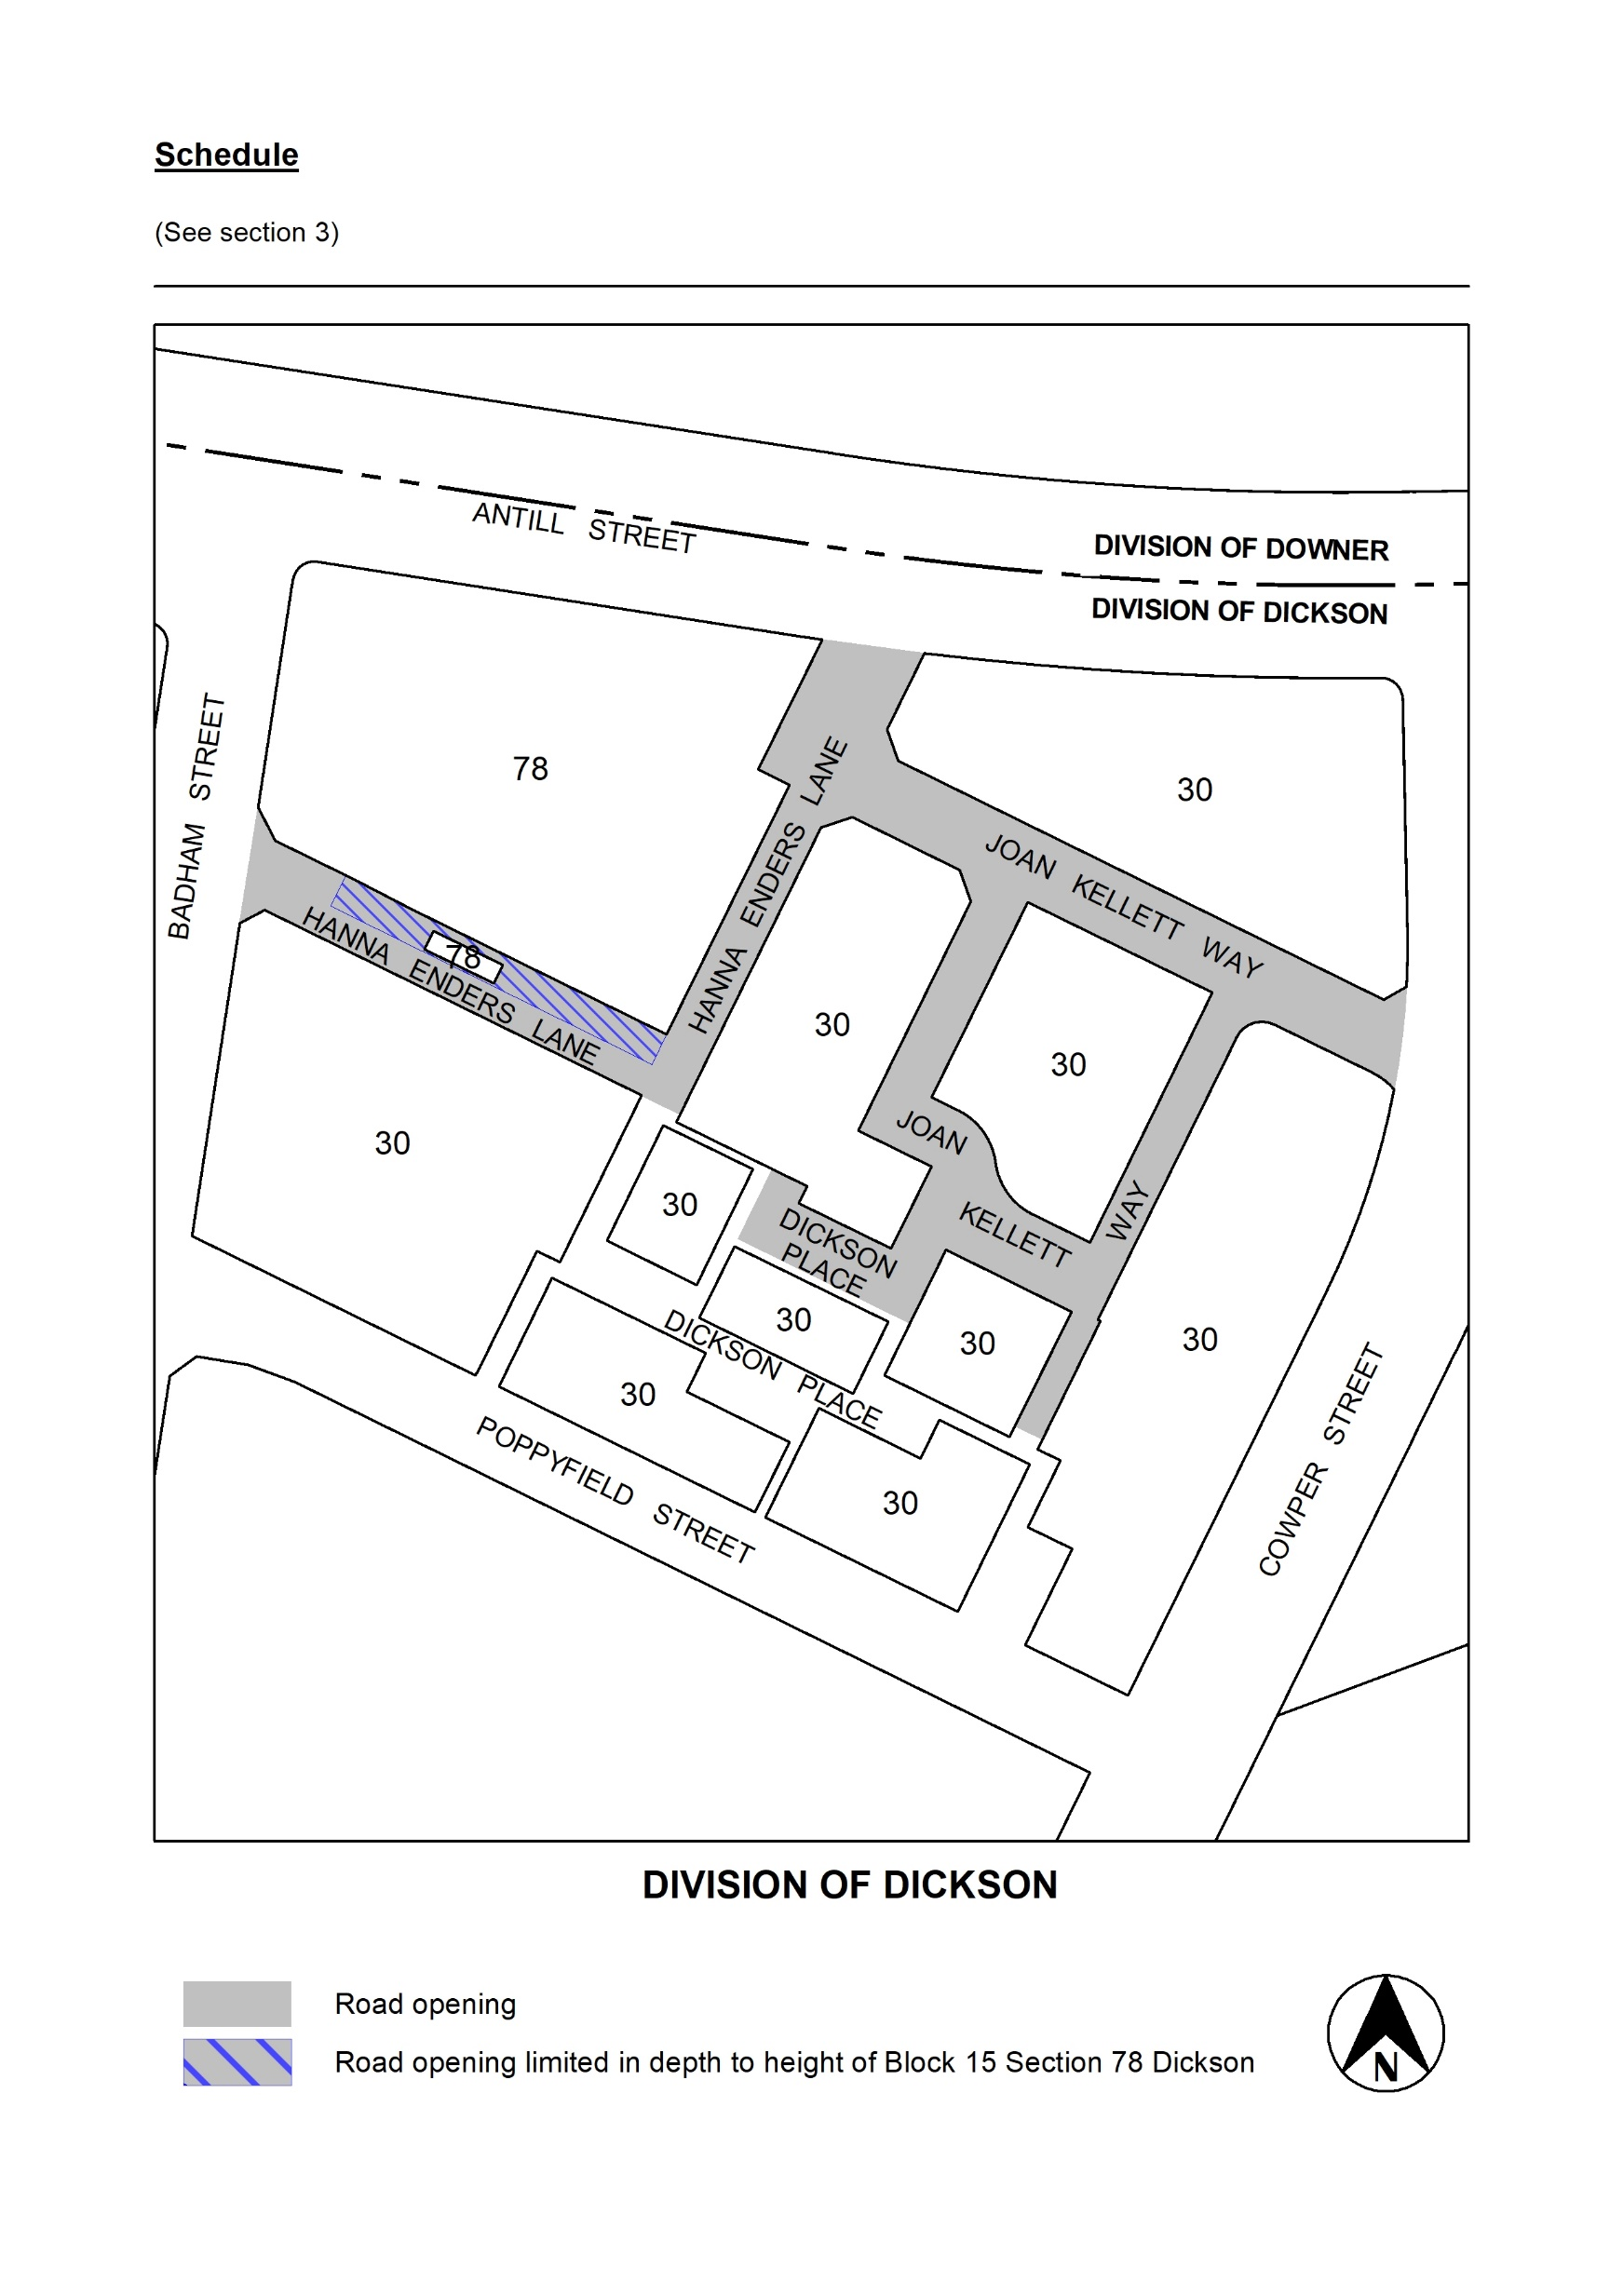 Schedule
(See section 3)
ANTILL STREET
DIVISION OF DOWNER
DIVISION OF DICKSON
BADHAM STREET
78
30
HANNA ENDERS LANE
JOAN KELLETT WAY
78
HANNA ENDERS LANE
30
30
30
JOAN KELLETT WAY
30
DICKSON
PLACE
30
30
30
DICKSON PLACE
30
30
POPPYFIELD STREET
COWPER STREET
DIVISION OF DICKSON
Road opening
Road opening limited in depth to height of Block 15 Section 78 Dickson
N